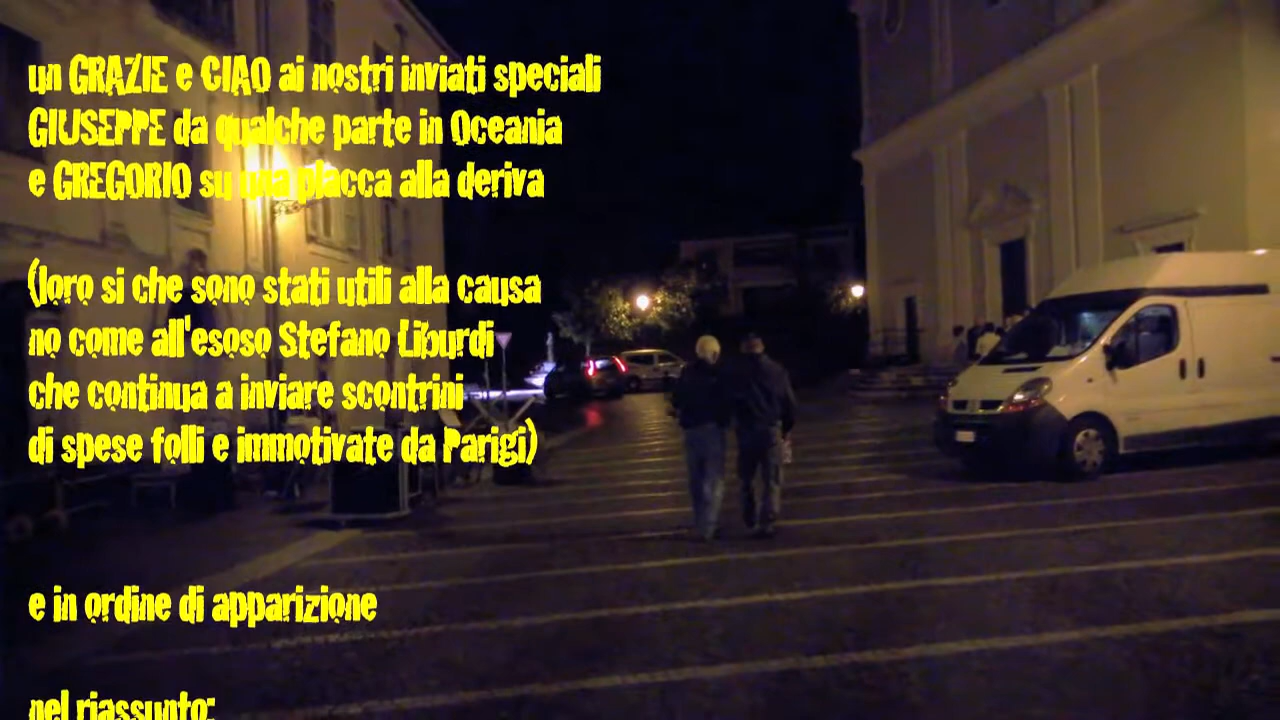 un GRAZIE e CIAO ai nostri inviati speciali
GIUSEPPE da qualche parte in Oceania
e GREGORIO su una placca alla deriva
(loro si che sono stati utili alla causa
no come all'esoso Stefano Liburdi
che continua a inviare scontrini
di spese folli e immotivate da Parigi)
e in ordine di apparizione
nel riassunto: